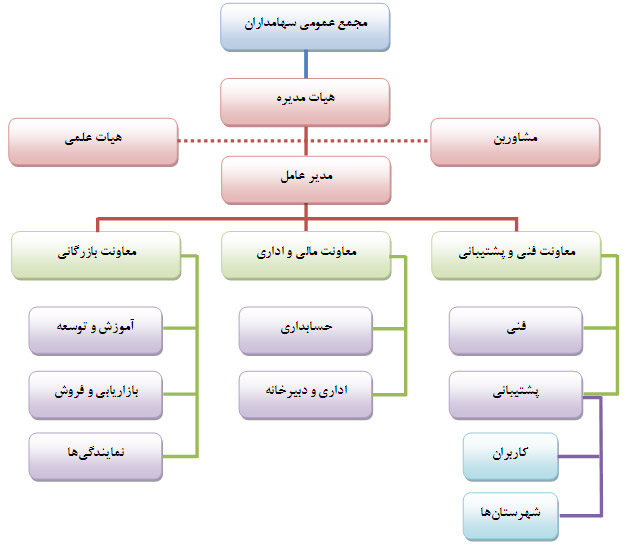 مجمع عمومی سهامداران
هیات مدیره
مشاورین
هیات علمی
مدیر عامل
معاونت فنی و پشتیبانی
معاونت مالی و اداری
معاونت بازرگانی
فنی
حسابداری
آموزش و توسعه
پشتیبانی
اداری و دبیرخانه
بازاریابی و فروش
کاربران
نمایندگی‌ها
شهرستان‌ها